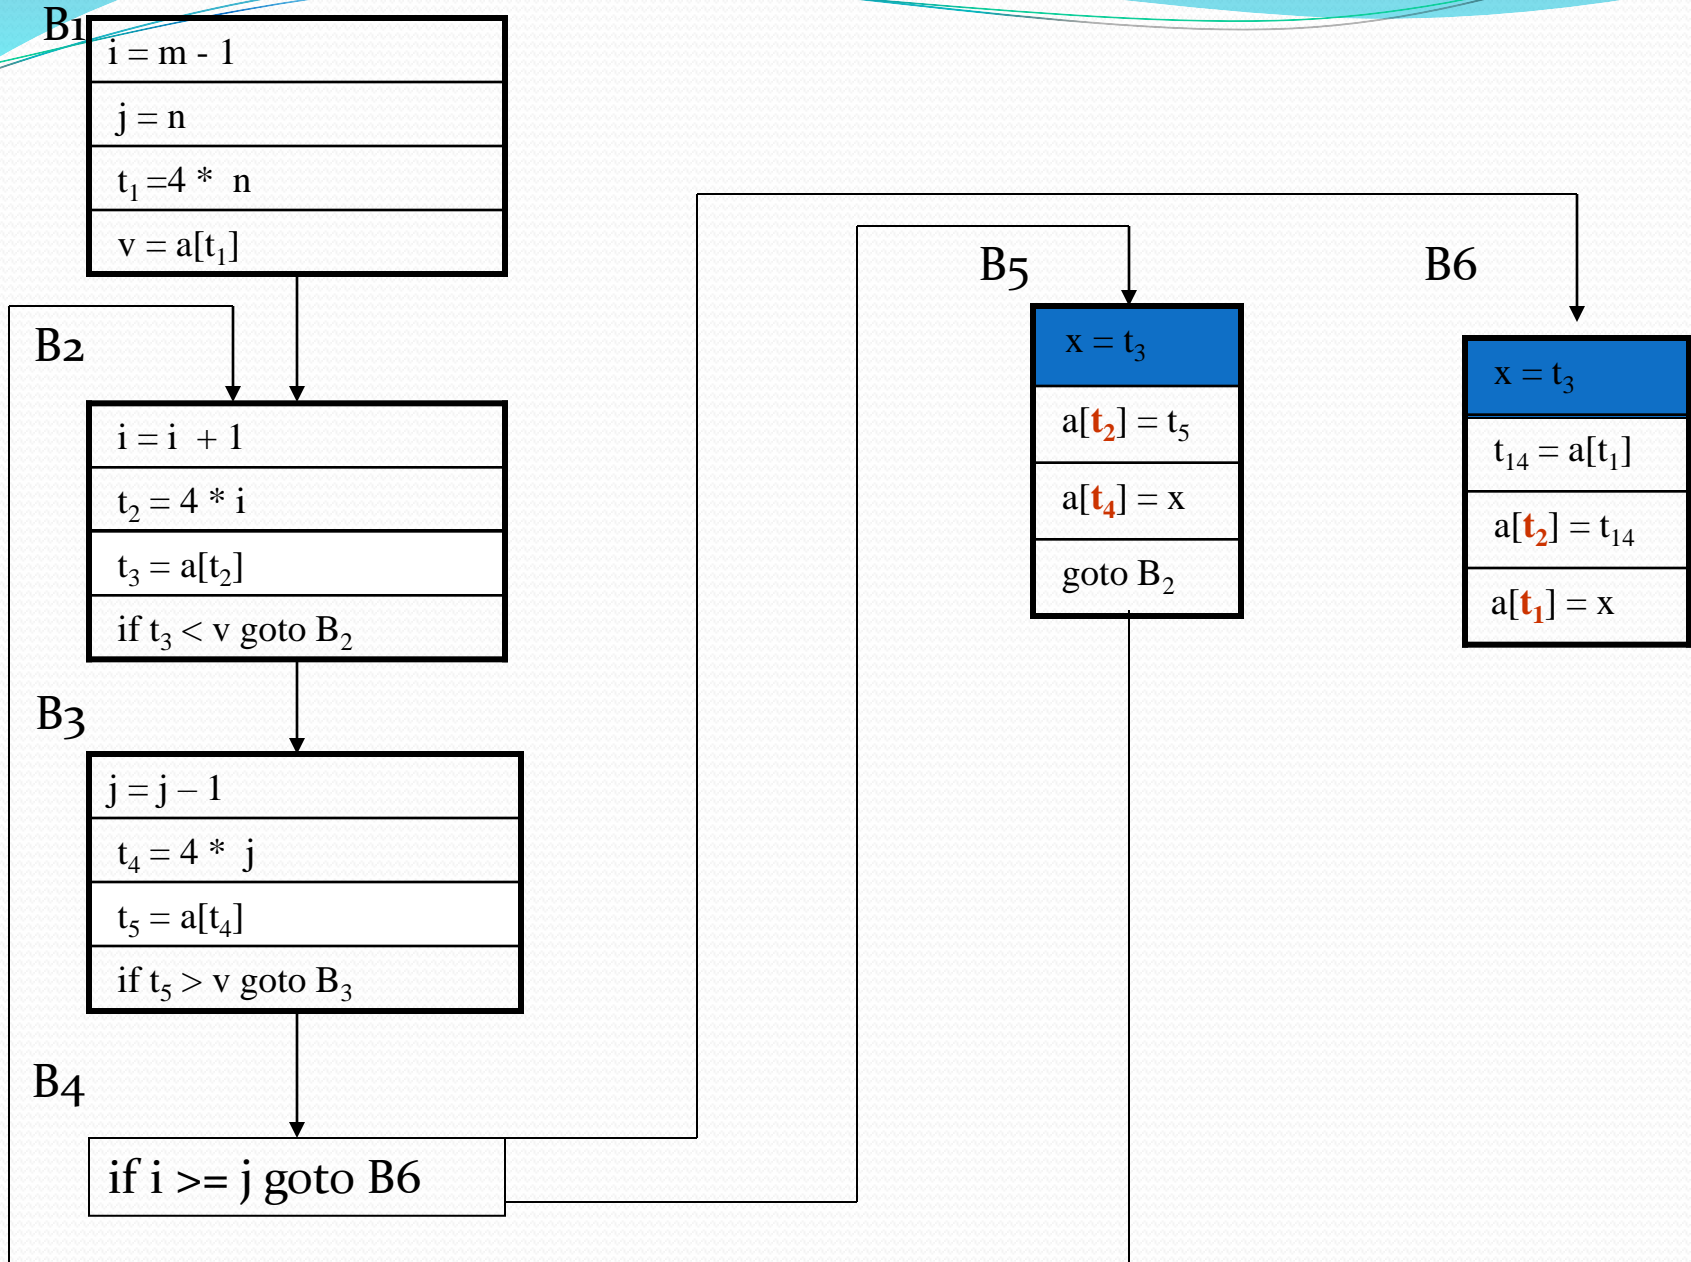 B1
i = m - 1
j = n
t₁ =4 * n
v = a[t₁]
B2
i = i + 1
t₂ = 4 * i
t₃ = a[t₂]
if t₃ < v goto B₂
B3
j = j – 1
t₄ = 4 * j
t₅ = a[t₄]
if t₅ > v goto B₃
B4
if i >= j goto B6
B5
x = t₃
a[t₂] = t₅
a[t₄] = x
goto B₂
B6
x = t₃
t₁₄ = a[t₁]
a[t₂] = t₁₄
a[t₁] = x